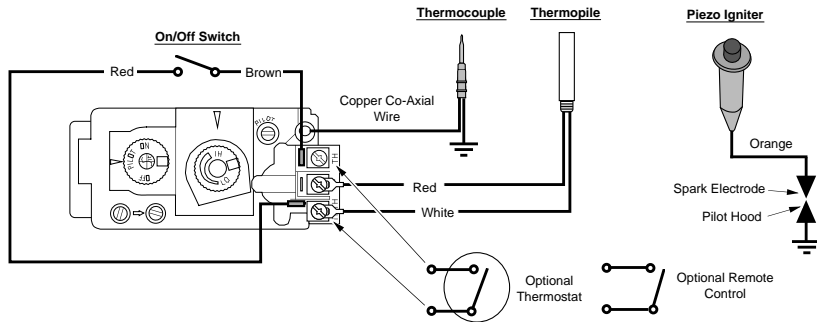 Thermocouple
Thermopile
Piezo Igniter
On/Off Switch
Red
Brown
Copper Co-Axial
Wire
PILOT
ON
PILOT
OFF
HI
LO
TH
Orange
Red
Spark Electrode
White
Pilot Hood
TH
Optional
Thermostat
Optional Remote
Control